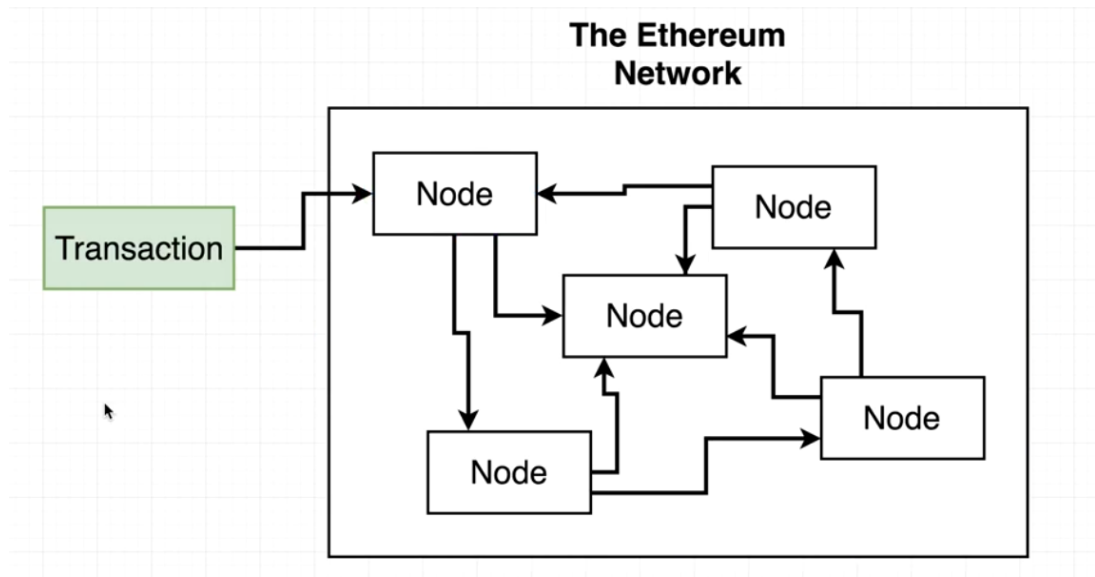 The Ethereum
Network
Node
Node
Transaction
Node
Node
Node